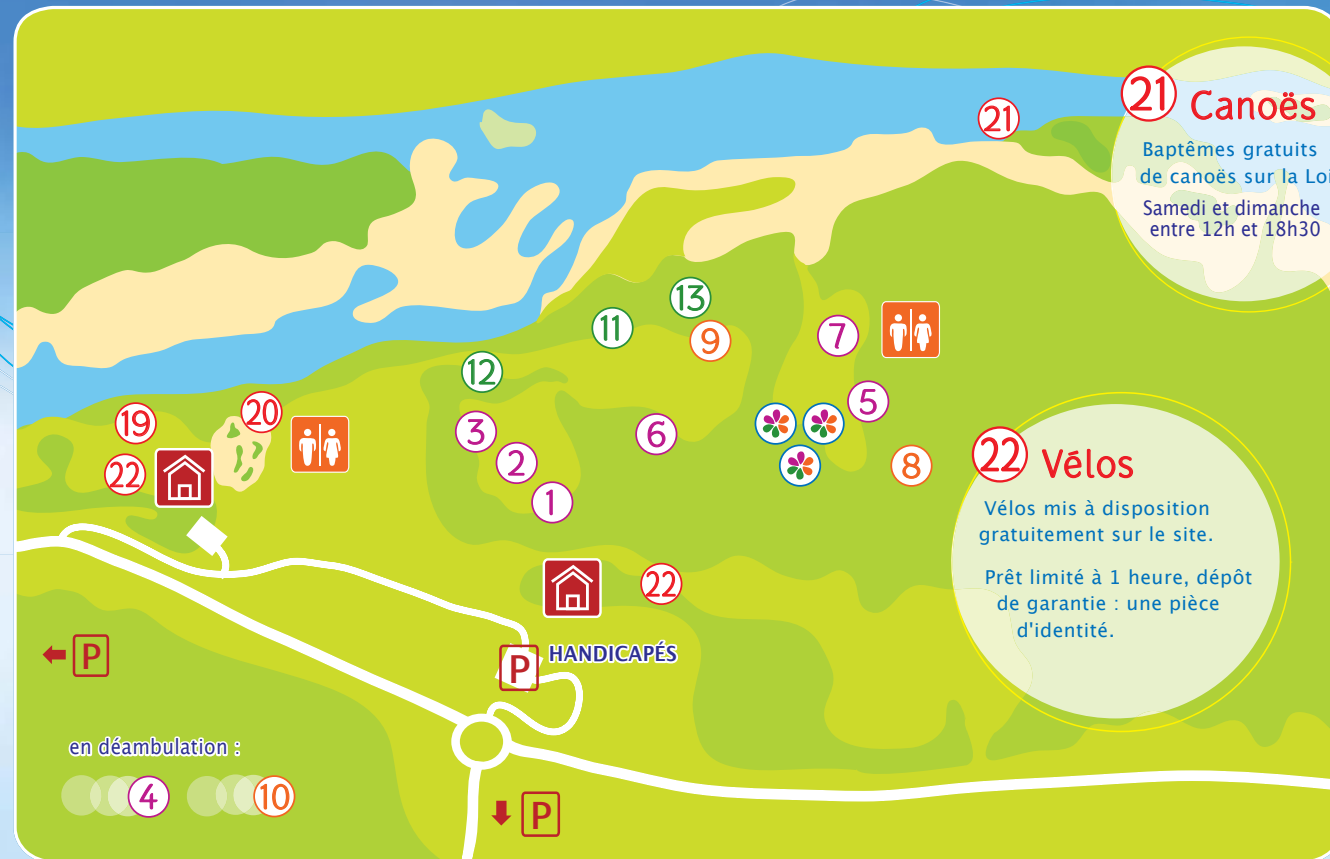 21
21 Canoës
Baptêmes gratuits
de canoës sur la Loi
Samedi et dimanche
entre 12h et 18h30
13
11
9
7
12
5
19
20
3
6
2
22
8
1
22 Vélos
Vélos mis à disposition
gratuitement sur le site.
Prêt limité à 1 heure, dépôt
de garantie : une pièce
d'identité.
22
P
P
HANDICAPÉS
en déambulation :
4
10
P